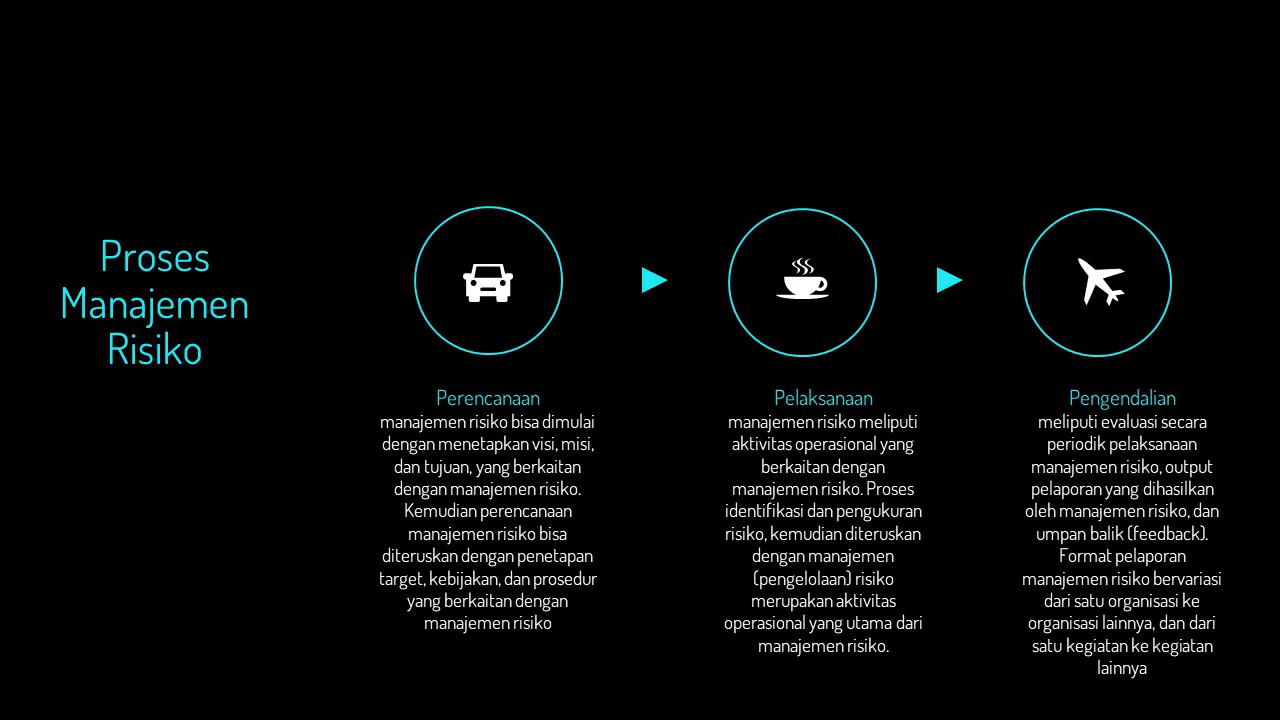 Proses
Manajemen
Risiko
Perencanaan
manajemen risiko bisa dimulai
dengan menetapkan visi, misi,
dan tujuan, yang berkaitan
dengan manajemen risiko.
Kemudian perencanaan
manajemen risiko bisa
diteruskan dengan penetapan
target, kebijakan, dan prosedur
yang berkaitan dengan
manajemen risiko
Pelaksanaan
manajemen risiko meliputi
aktivitas operasional yang
berkaitan dengan
manajemen risiko. Proses
identifikasi dan pengukuran
risiko, kemudian diteruskan
dengan manajemen
(pengelolaan) risiko
merupakan aktivitas
operasional yang utama dari
manajemen risiko.
Pengendalian
meliputi evaluasi secara
periodik pelaksanaan
manajemen risiko, output
pelaporan yang dihasilkan
oleh manajemen risiko, dan
umpan balik (feedback).
Format pelaporan
manajemen risiko bervariasi
dari satu organisasi ke
organisasi lainnya, dan dari
satu kegiatan ke kegiatan
lainnya